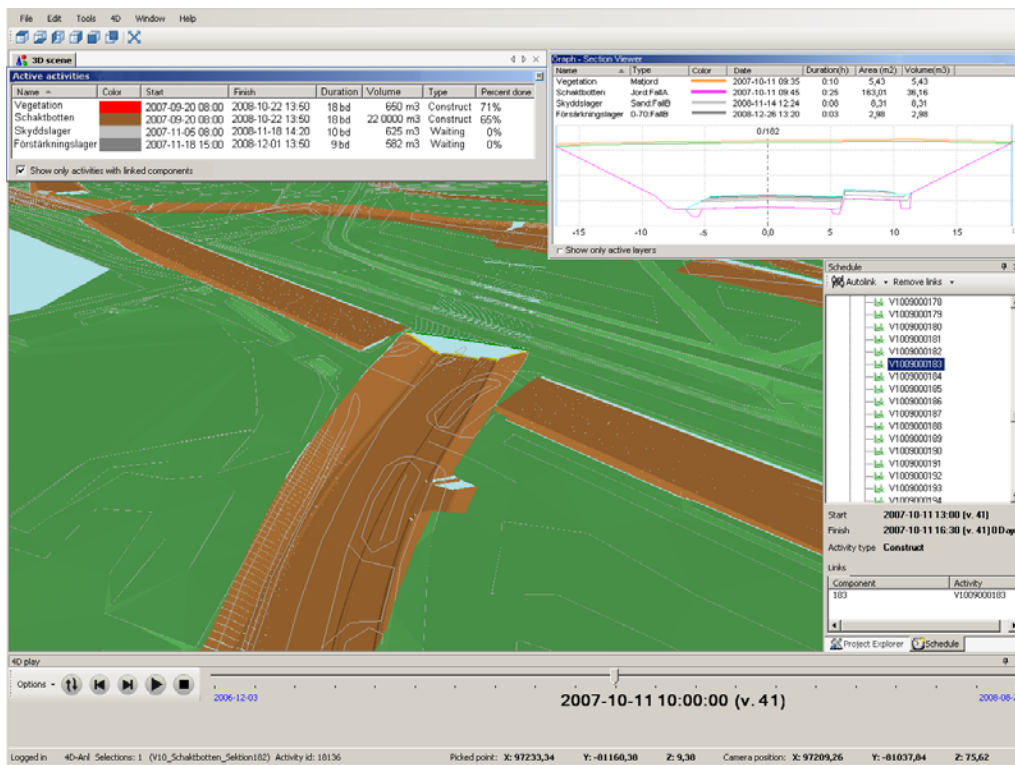 File Edit Tools 4D Window Help
3D scene
Active activities
Name Color Start Finish Duration Volume Type Percent done
Vegetation 2007-09-20 08:00 2008-10-22 13:50 18 bd 650 m3 Construct 71%
Schaktbotten 2007-09-20 08:00 2008-10-22 13:50 18 bd 22 0000 m3 Construct 65%
Skyddslager 2007-11-05 08:00 2008-11-18 14:20 10 bd 625 m3 Waiting 0%
Förstärkningslager 2007-11-18 15:00 2008-12-01 13:50 9 bd 582 m3 Waiting 0%
Show only activities with linked components
Graph - Section Viewer
Name Type Color Date Duration(h) Area (m2) Volume(m3)
Vegetation Matjord 2007-10-11 09:35 0:10 5,43 5,43
Schaktbotten Jord:FallA 2007-10-11 09:45 0:25 163,01 36,16
Skyddslager Sand:FallB 2008-11-14 12:24 0:08 8,31 8,31
Förstärkningslager 0-70:FallB 2008-12-26 13:20 0:03 2,98 2,98
0/182
-15 -10 -5 0,0 5 10 15
Show only active layers
Schedule
Autolink Remove links
V1009000178
V1009000179
V1009000180
V1009000181
V1009000182
V1009000183
V1009000184
V1009000185
V1009000186
V1009000187
V1009000188
V1009000189
V1009000190
V1009000191
V1009000192
V1009000193
V1009000194
Start 2007-10-11 13:00 (v. 41)
Finish 2007-10-11 16:30 (v. 41) 0 Day
Activity type Construct
Links
Component Activity
183 V1009000183
Project Explorer Schedule
4D play
Options
2006-12-03 2007-10-11 10:00:00 (v. 41) 2008-08-2
Logged in 4D-Anl Selections: 1 (V10_Schaktbotten_Sektion182) Activity id: 18136 Picked point: X: 97233,34 Y: -81160,38 Z: 9,38 Camera position: X: 97209,26 Y: -81037,84 Z: 75,62